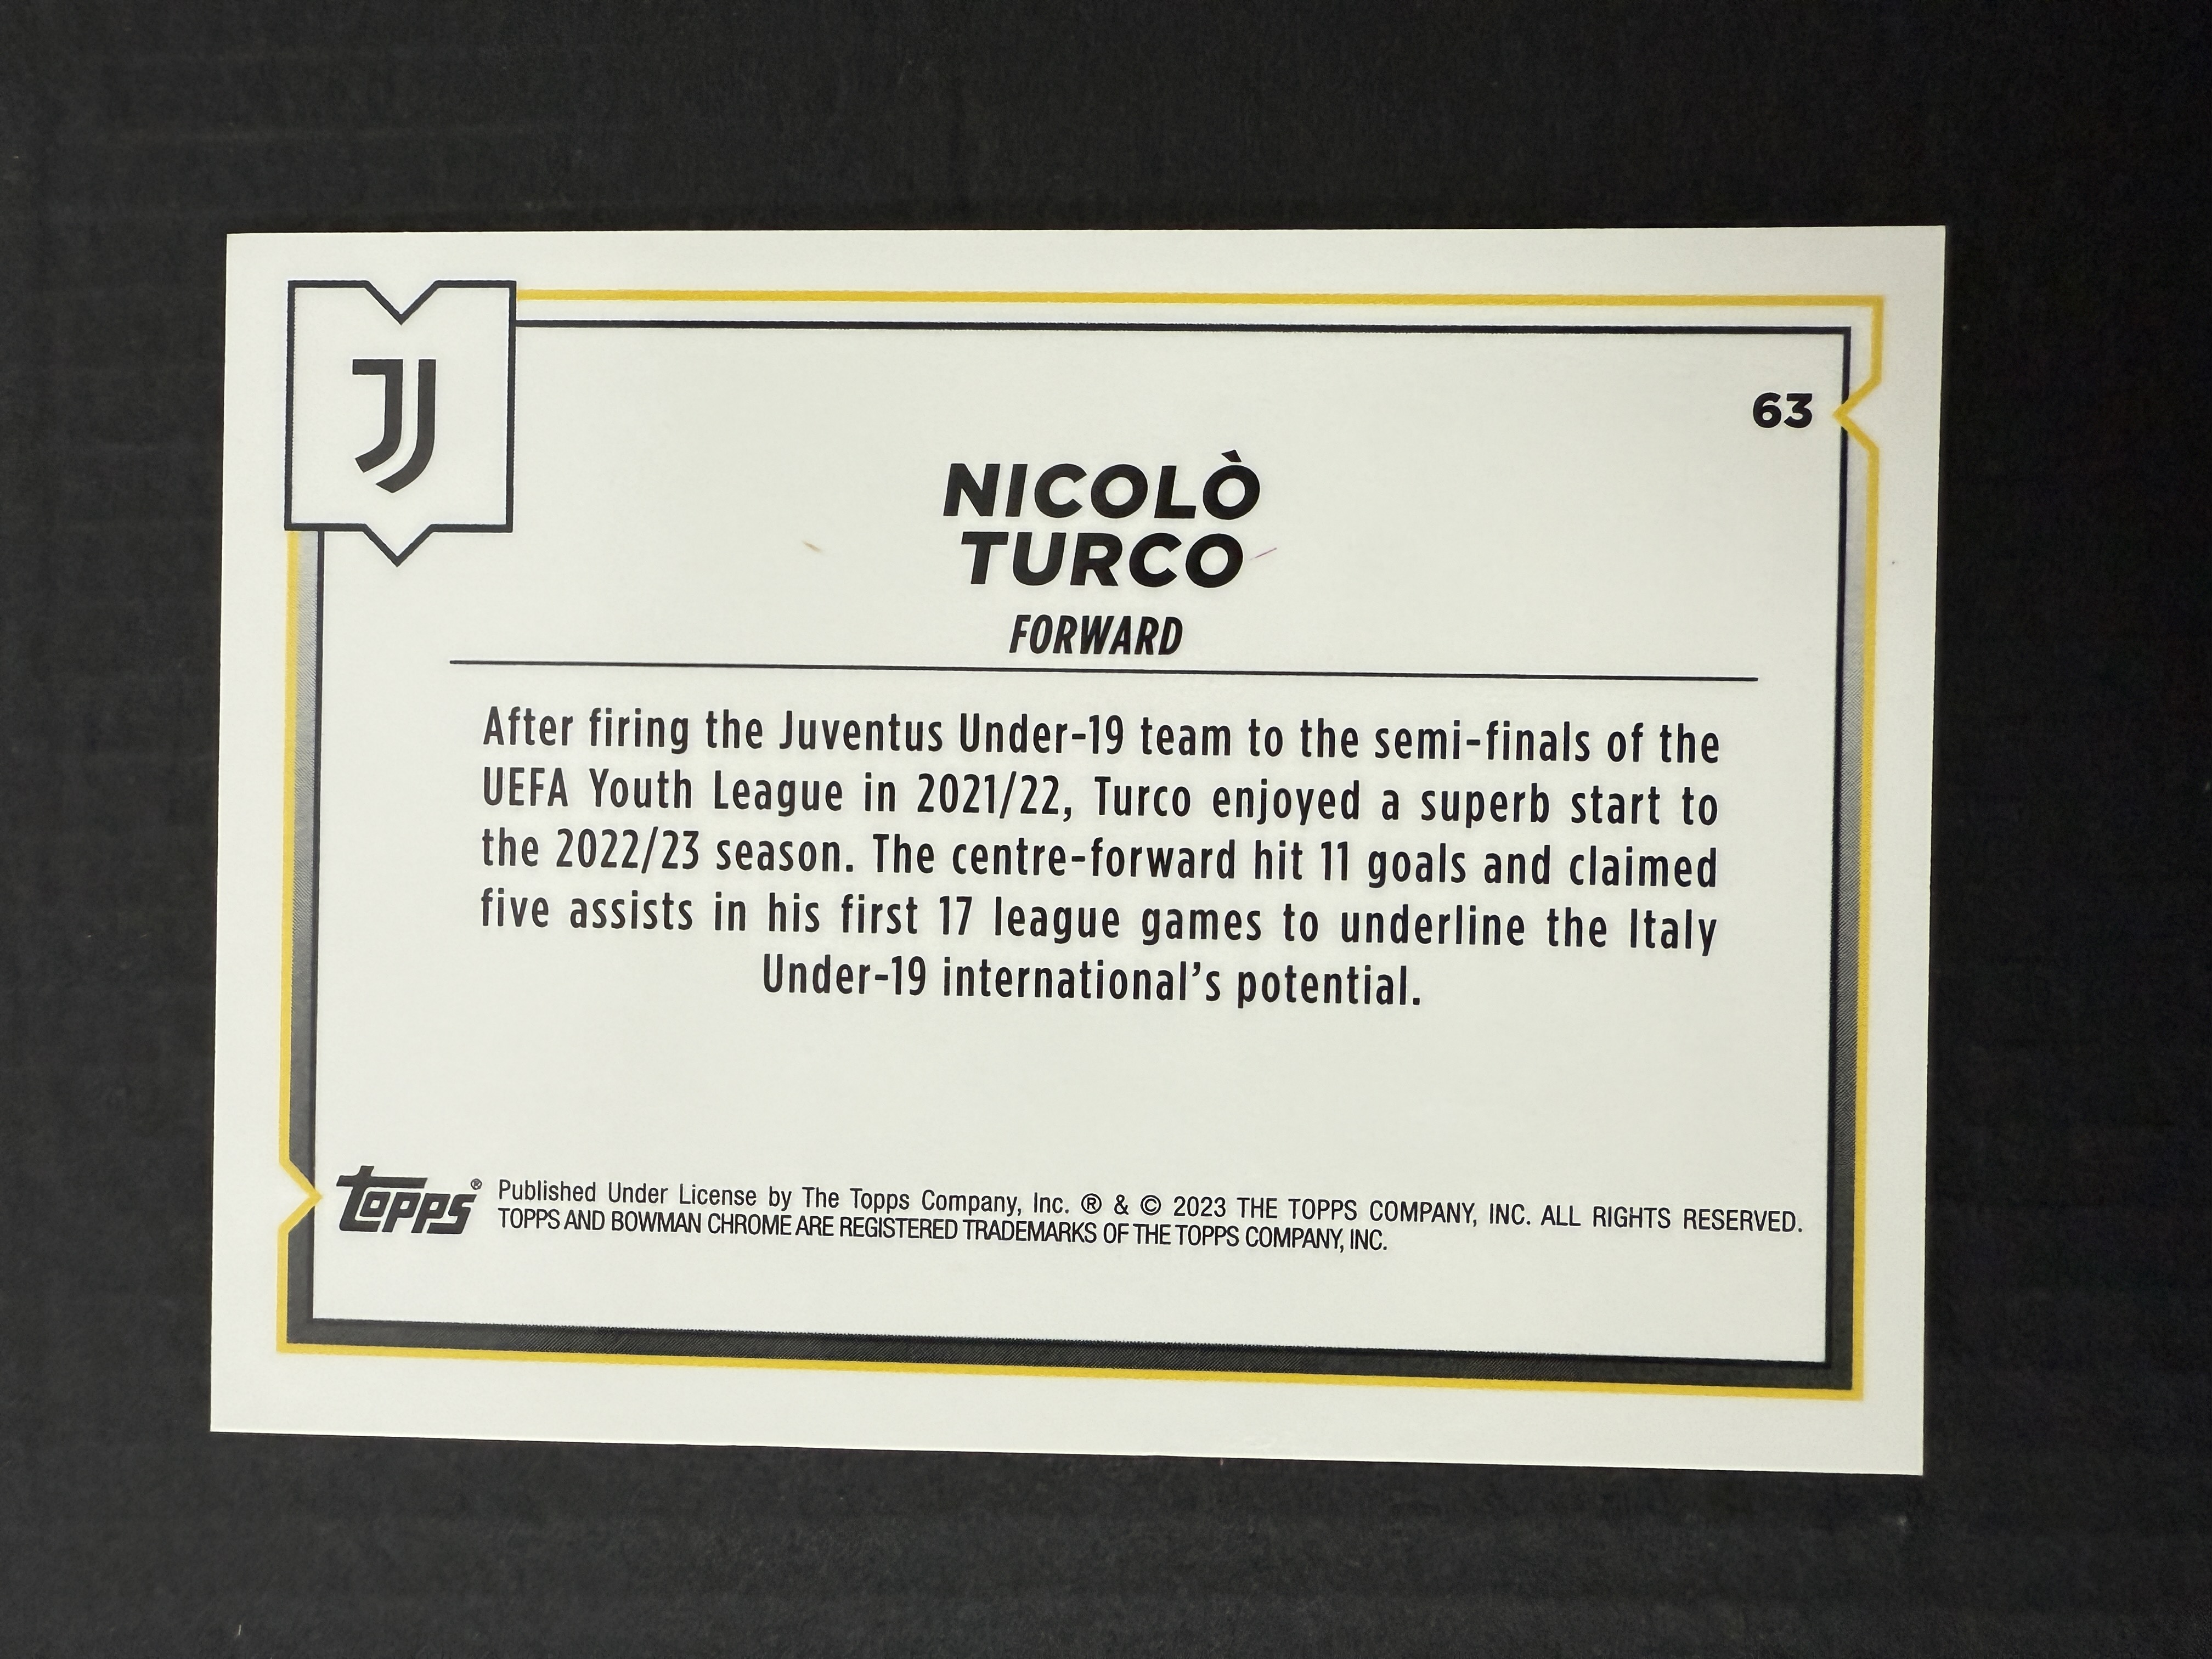 63
NICOLÒ
TURCO
FORWARD
After firing the Juventus Under-19 team to the semi-finals of the
UEFA Youth League in 2021/22, Turco enjoyed a superb start to
the 2022/23 season. The centre-forward hit 11 goals and claimed
five assists in his first 17 league games to underline the Italy
Under-19 international's potential.
Topps® Published Under License by The Topps Company, Inc. ® & © 2023 THE TOPPS COMPANY, INC. ALL RIGHTS RESERVED.
TOPPS AND BOWMAN CHROME ARE REGISTERED TRADEMARKS OF THE TOPPS COMPANY, INC.